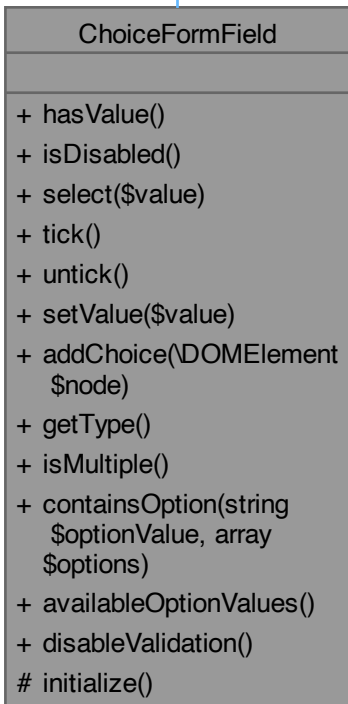 ChoiceFormField
+ hasValue()
+ isDisabled()
+ select($value)
+ tick()
+ untick()
+ setValue($value)
+ addChoice(\DOMElement
$node)
+ getType()
+ isMultiple()
+ containsOption(string
$optionValue, array
$options)
+ availableOptionValues()
+ disableValidation()
# initialize()